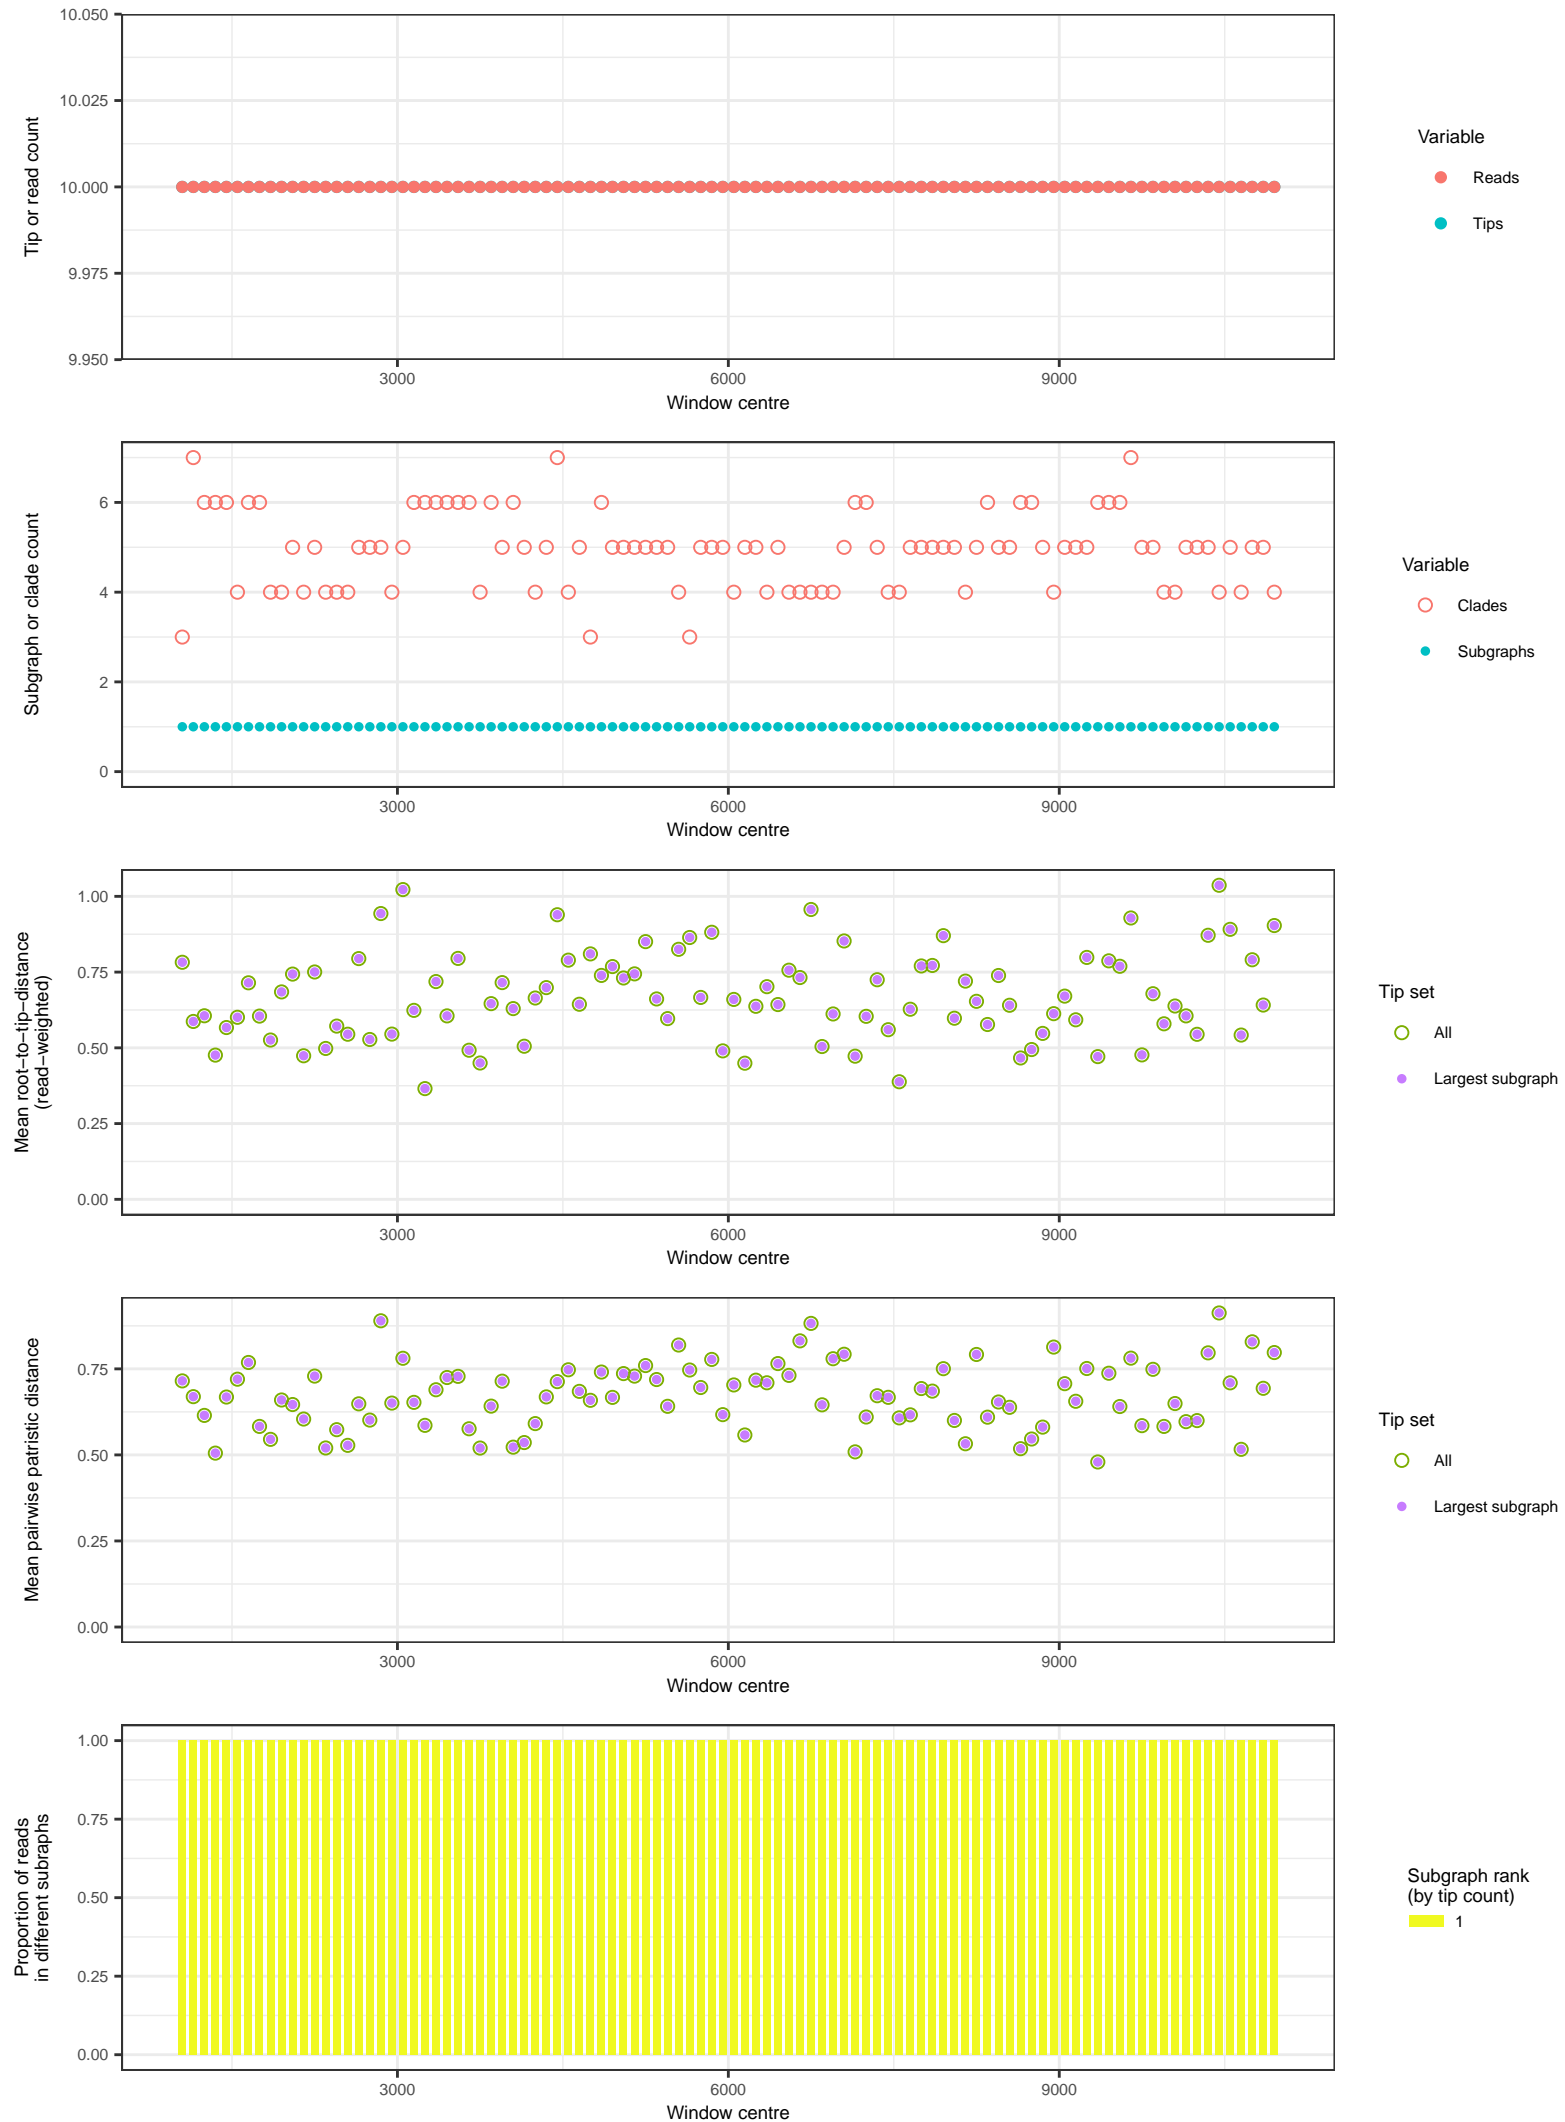 10.050
10.025
10.000
9.975
9.950
Tip or read count
3000
6000
9000
Window centre
Variable
Reads
Tips
6
4
2
0
Subgraph or clade count
3000
6000
9000
Window centre
Variable
Clades
Subgraphs
1.00
0.75
0.50
0.25
0.00
Mean root−to−tip−distance
(read−weighted)
3000
6000
9000
Window centre
Tip set
All
Largest subgraph
0.75
0.50
0.25
0.00
Mean pairwise patristic distance
3000
6000
9000
Window centre
Tip set
All
Largest subgraph
1.00
0.75
0.50
0.25
0.00
Proportion of reads
in different subraphs
3000
6000
9000
Window centre
Subgraph rank
(by tip count)
1